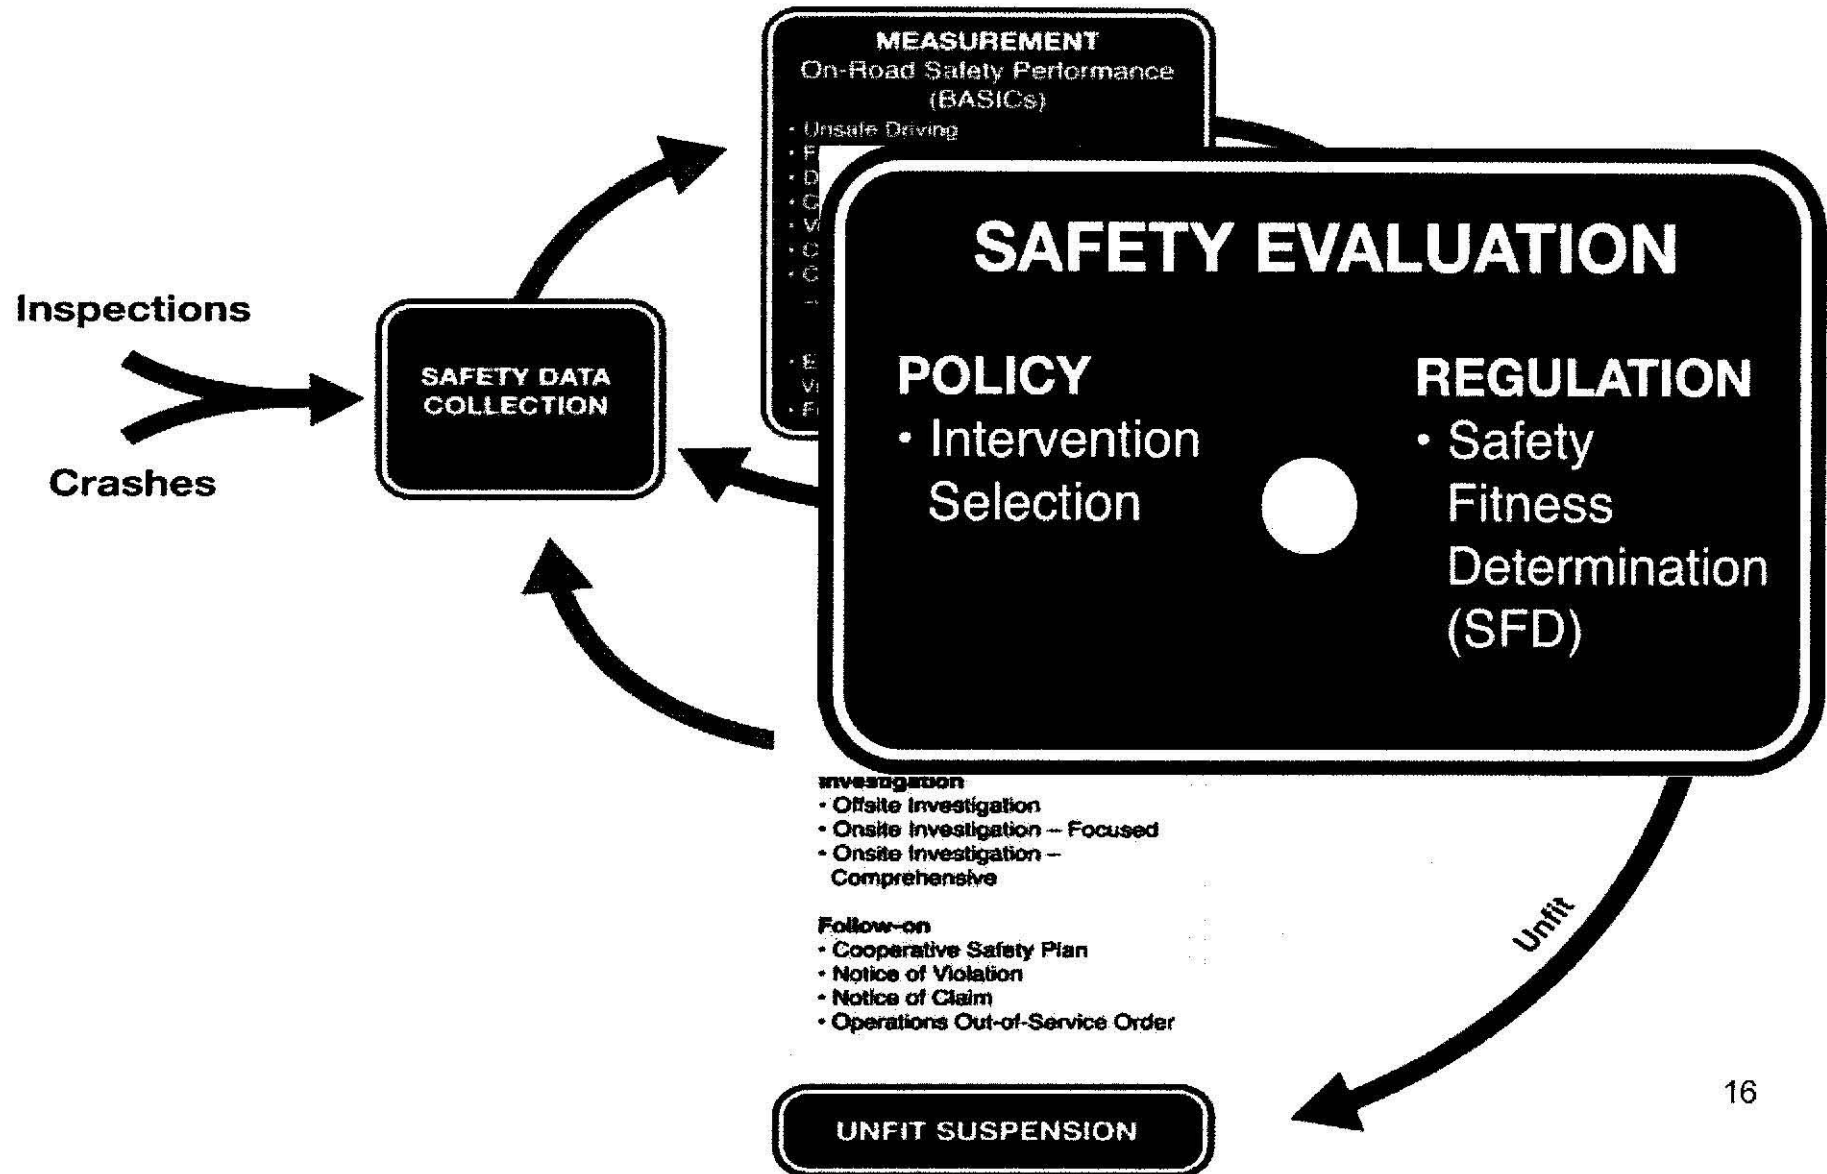 MEASUREMENT
On-Road Safety Performance
(BASICs)
• Unsafe Driving
• F
• D
• C
• V
• C
• C
–
• E
V
• F
Inspections
Crashes
SAFETY DATA
COLLECTION
SAFETY EVALUATION
POLICY
• Intervention
Selection
REGULATION
• Safety
Fitness
Determination
(SFD)
Investigation
• Offsite Investigation
• Onsite Investigation – Focused
• Onsite Investigation –
Comprehensive
Follow-on
• Cooperative Safety Plan
• Notice of Violation
• Notice of Claim
• Operations Out-of-Service Order
Unfit
UNFIT SUSPENSION
16